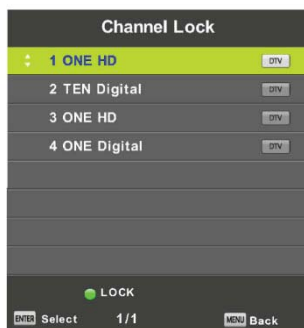 Channel Lock
1 ONE HD DTV
2 TEN Digital DTV
3 ONE HD DTV
4 ONE Digital DTV
LOCK
ENTER Select 1/1 MENU Back